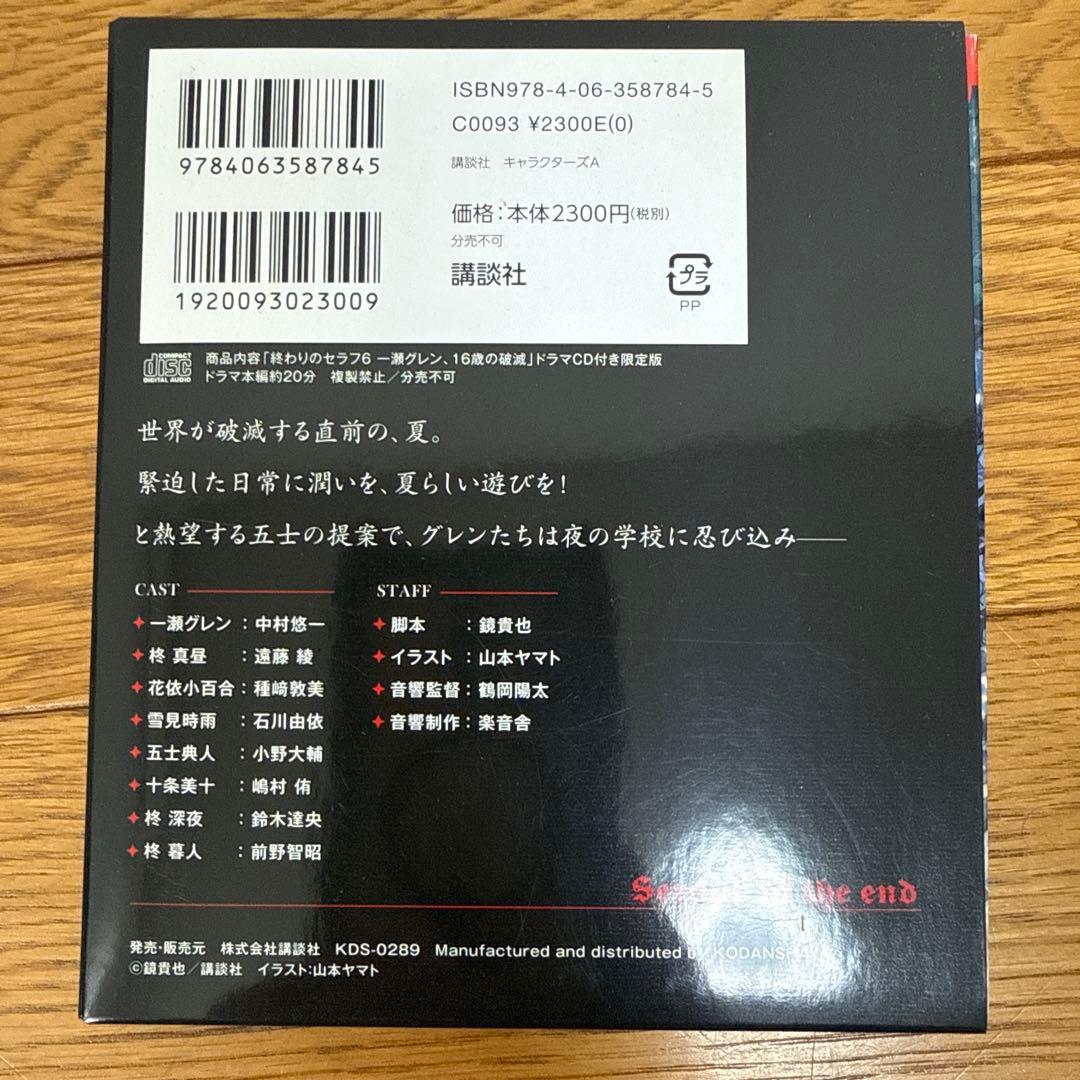 ISBN978-4-06-358784-5
C0093 ¥2300E(0)
9784063587845
講談社 キャラクターズA
価格:本体2300円(税別)
分売不可
講談社
プラ
PP
1920093023009
COMPACT
disc
DIGITAL AUDIO
商品内容「終わりのセラフ6 一瀬グレン、16歳の破滅」ドラマCD付き限定版
ドラマ本編約20分 複製禁止/分売不可
世界が破滅する直前の、夏。
緊迫した日常に潤いを、夏らしい遊びを!
と熱望する五士の提案で、グレンたちは夜の学校に忍び込み——
CAST
一瀬グレン:中村悠一
柊 真昼:遠藤 綾
花依小百合:種﨑敦美
雪見時雨:石川由依
五士典人:小野大輔
十条美十:嶋村 侑
柊 深夜:鈴木達央
柊 暮人:前野智昭
STAFF
脚本:鏡貴也
イラスト:山本ヤマト
音響監督:鶴岡陽太
音響制作:楽音舎
the end
発売・販売元 株式会社講談社 KDS-0289 Manufactured and distributed by KODANSHA
©鏡貴也/講談社 イラスト:山本ヤマト